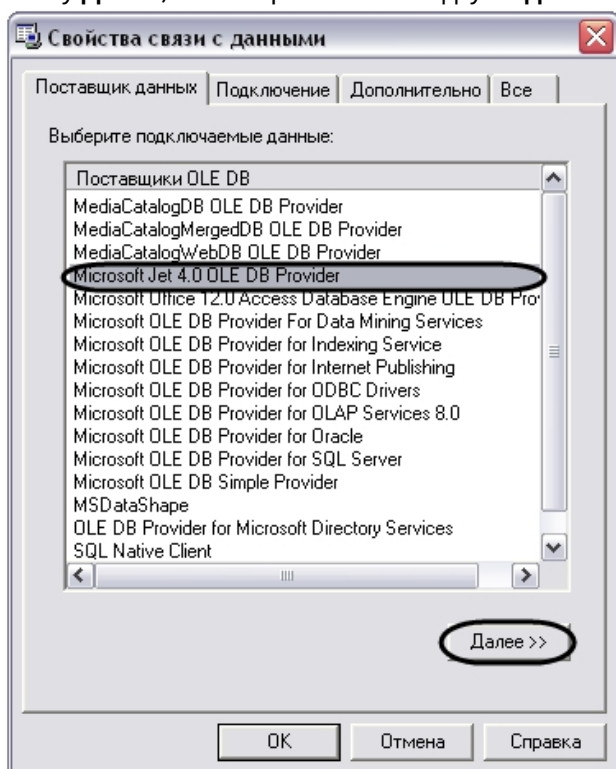 Свойства связи с данными
Поставщик данных Подключение Дополнительно Все
Выберите подключаемые данные:
Поставщики OLE DB
MediaCatalogDB OLE DB Provider
MediaCatalogMergedDB OLE DB Provider
MediaCatalogWebDB OLE DB Provider
Microsoft Jet 4.0 OLE DB Provider
Microsoft Office 12.0 Access Database Engine OLE DB Pro
Microsoft OLE DB Provider For Data Mining Services
Microsoft OLE DB Provider for Indexing Service
Microsoft OLE DB Provider for Internet Publishing
Microsoft OLE DB Provider for ODBC Drivers
Microsoft OLE DB Provider for OLAP Services 8.0
Microsoft OLE DB Provider for Oracle
Microsoft OLE DB Provider for SQL Server
Microsoft OLE DB Simple Provider
MSDataShape
OLE DB Provider for Microsoft Directory Services
SQL Native Client
Далее >>
OK Отмена Справка